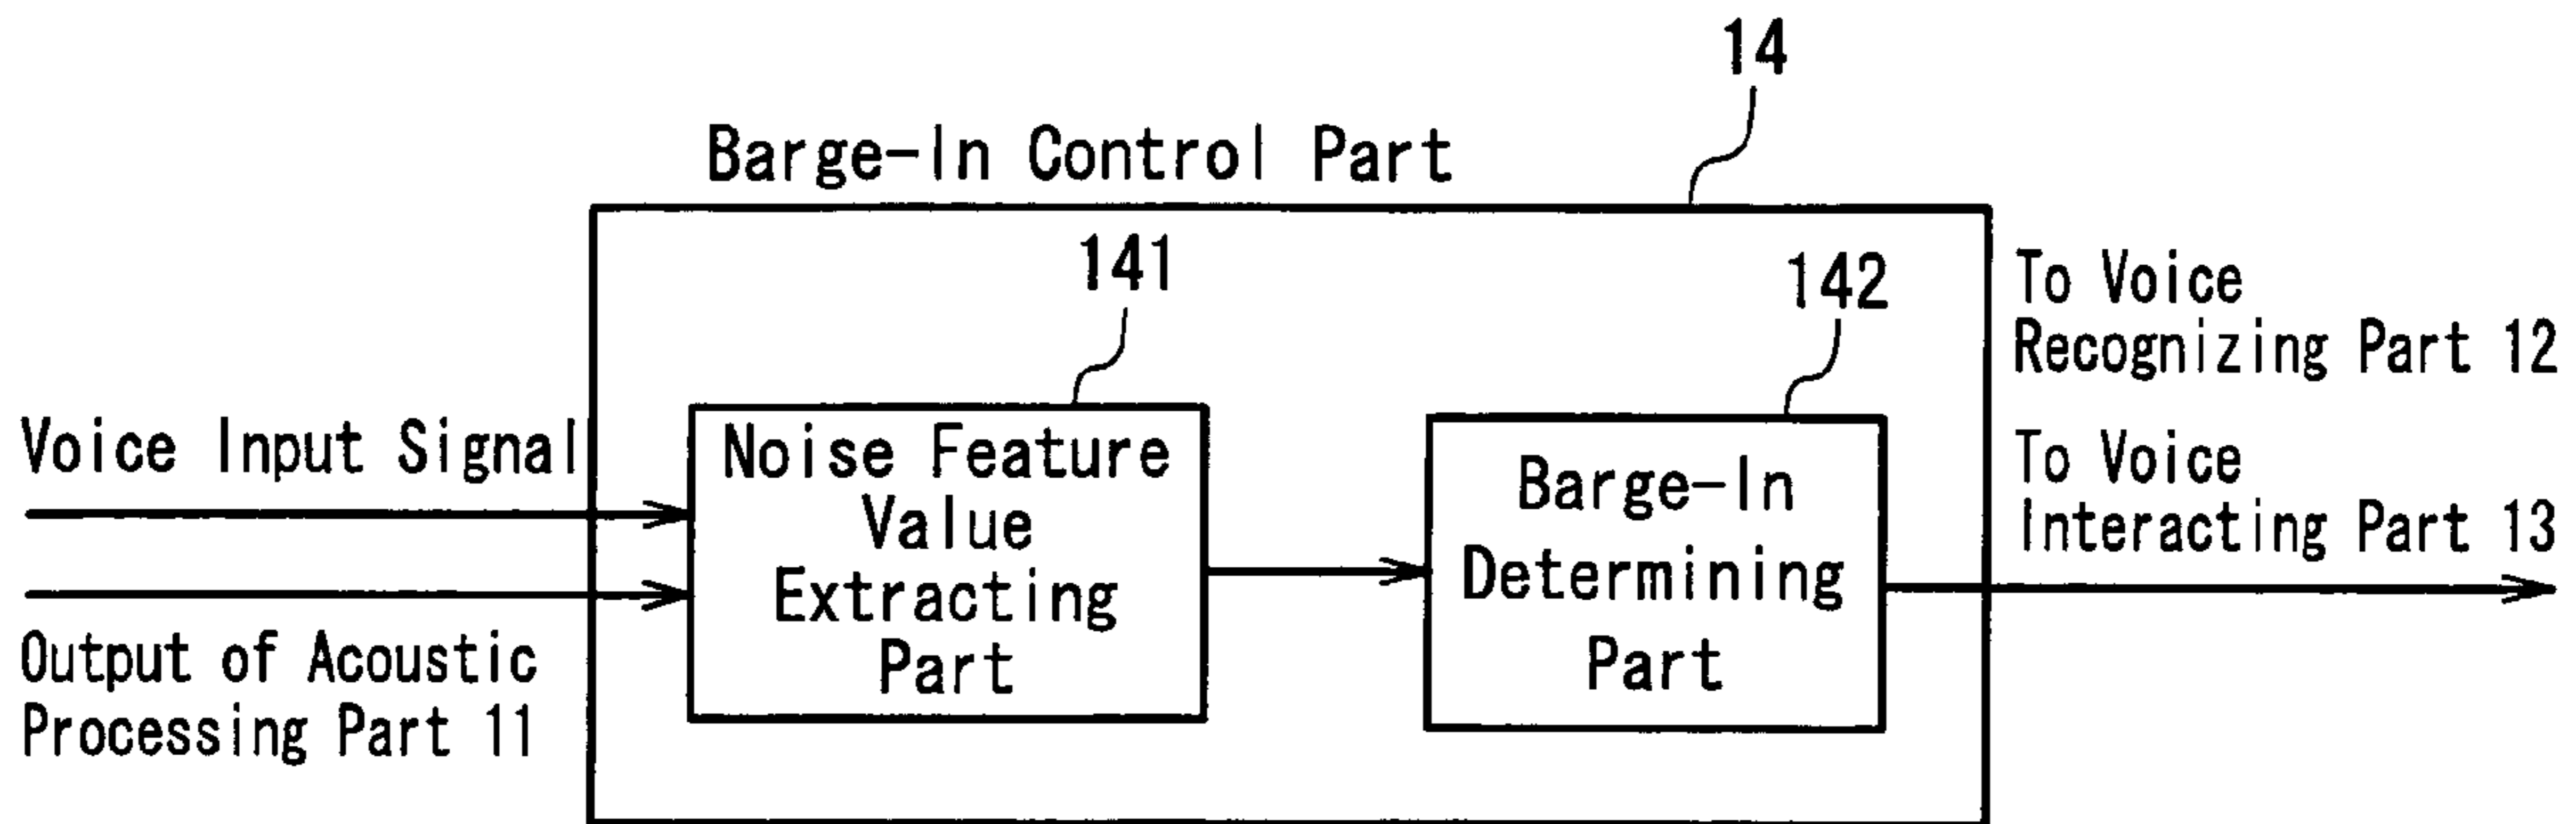 14
Barge-In Control Part
141
142
To Voice
Recognizing Part 12
Voice Input Signal
Noise Feature
Value
Extracting
Part
Barge-In
Determining
Part
To Voice
Interacting Part 13
Output of Acoustic
Processing Part 11